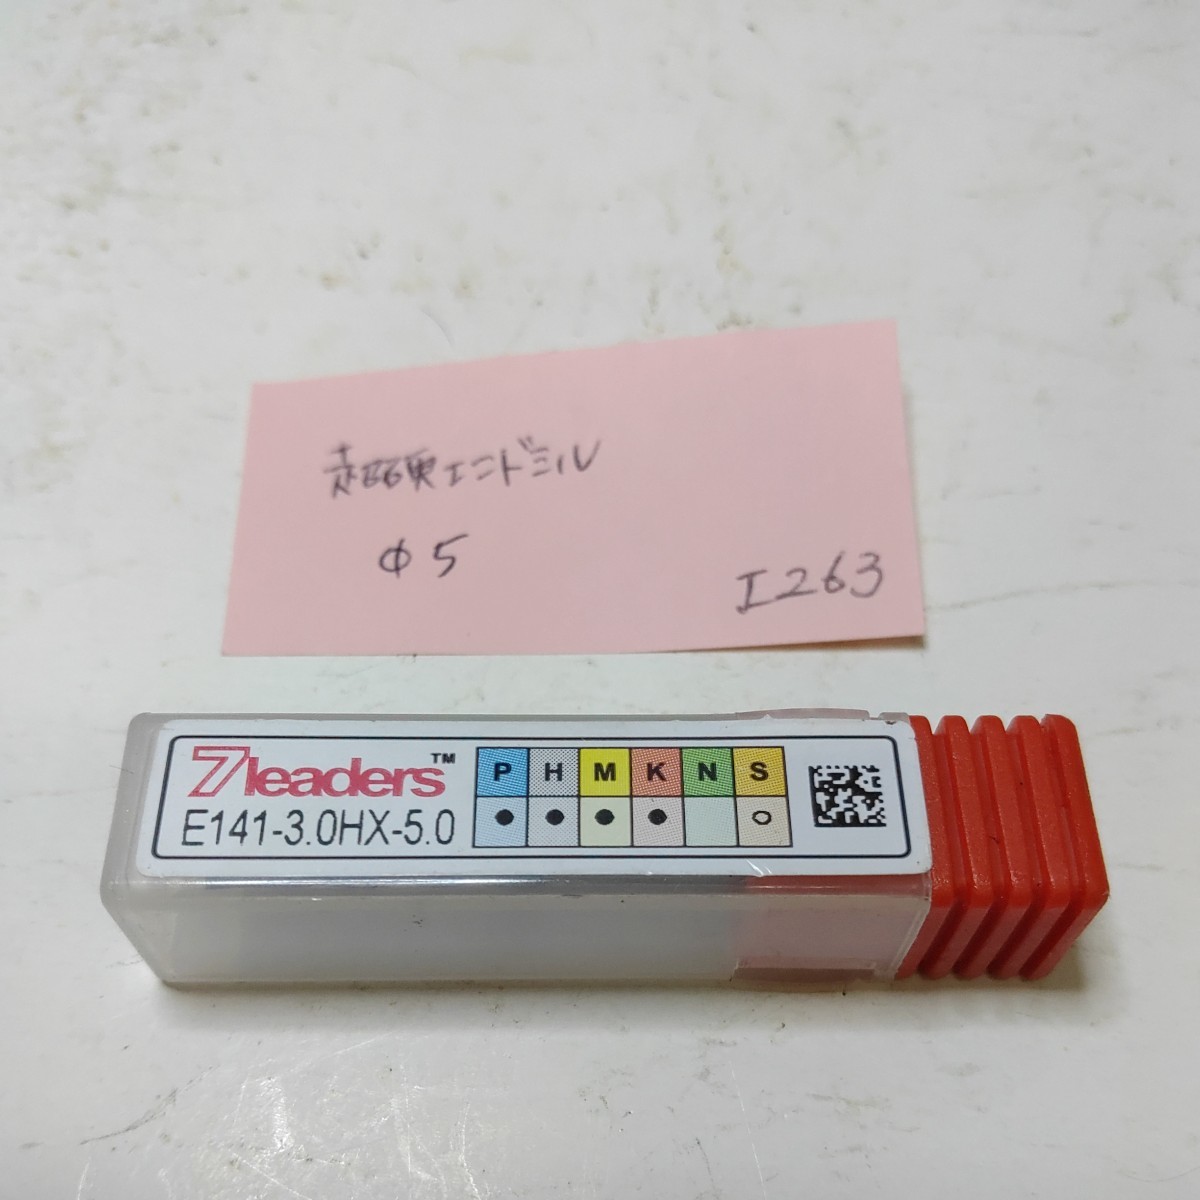 超硬エンドミル
φ5
I263
7leaders™
E141-3.0HX-5.0
P H M K N S